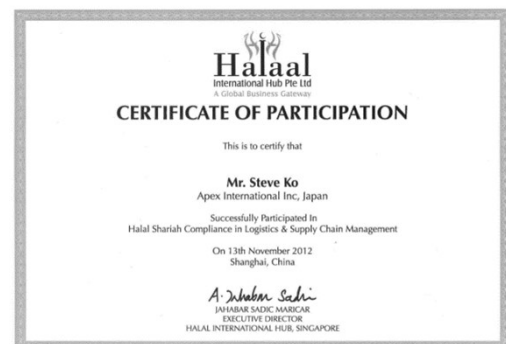 Halaal
International Hub Pte Ltd
A Global Business Gateway
CERTIFICATE OF PARTICIPATION
This is to certify that
Mr. Steve Ko
Apex International Inc, Japan
Successfully Participated In
Halal Shariah Compliance in Logistics & Supply Chain Management
On 13th November 2012
Shanghai, China
A. Jahabar Sadic
JAHABAR SADIC MARICAR
EXECUTIVE DIRECTOR
HALAL INTERNATIONAL HUB, SINGAPORE